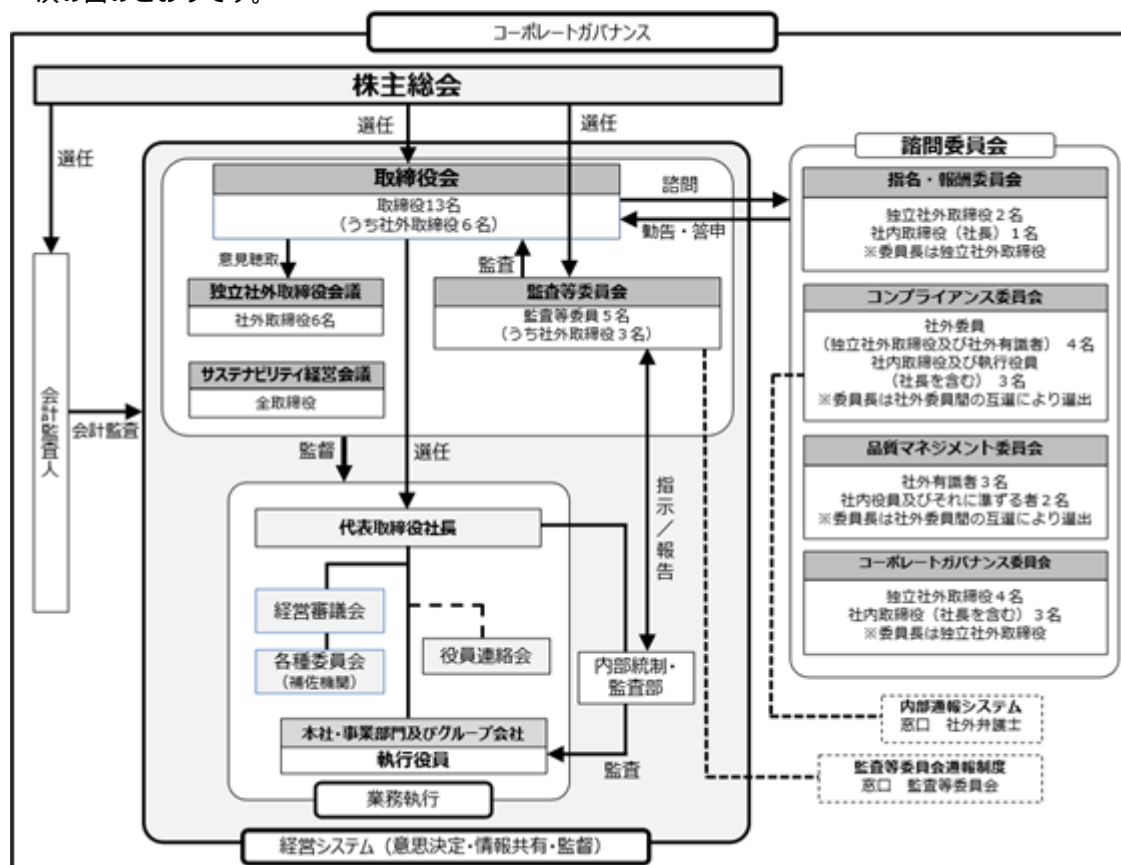 次の図のとおりです。
コーポレートガバナンス
株主総会
選任
選任
選任
取締役会
取締役13名
(うち社外取締役6名)
諮問
勧告・答申
意見聴取
監査
独立社外取締役会議
社外取締役6名
監査等委員会
監査等委員5名
(うち社外取締役3名)
サステナビリティ経営会議
全取締役
会計監査人
会計監査
監督
選任
指示/報告
代表取締役社長
経営審議会
各種委員会
(補佐機関)
役員連絡会
内部統制・
監査部
本社・事業部門及びグループ会社
執行役員
監査
業務執行
経営システム(意思決定・情報共有・監督)
諮問委員会
指名・報酬委員会
独立社外取締役2名
社内取締役(社長)1名
※委員長は独立社外取締役
コンプライアンス委員会
社外委員
(独立社外取締役及び社外有識者) 4名
社内取締役及び執行役員
(社長を含む) 3名
※委員長は社外委員間の互選により選出
品質マネジメント委員会
社外有識者3名
社内役員及びそれに準ずる者2名
※委員長は社外委員間の互選により選出
コーポレートガバナンス委員会
独立社外取締役4名
社内取締役(社長を含む)3名
※委員長は独立社外取締役
内部通報システム
窓口 社外弁護士
監査等委員会通報制度
窓口 監査等委員会